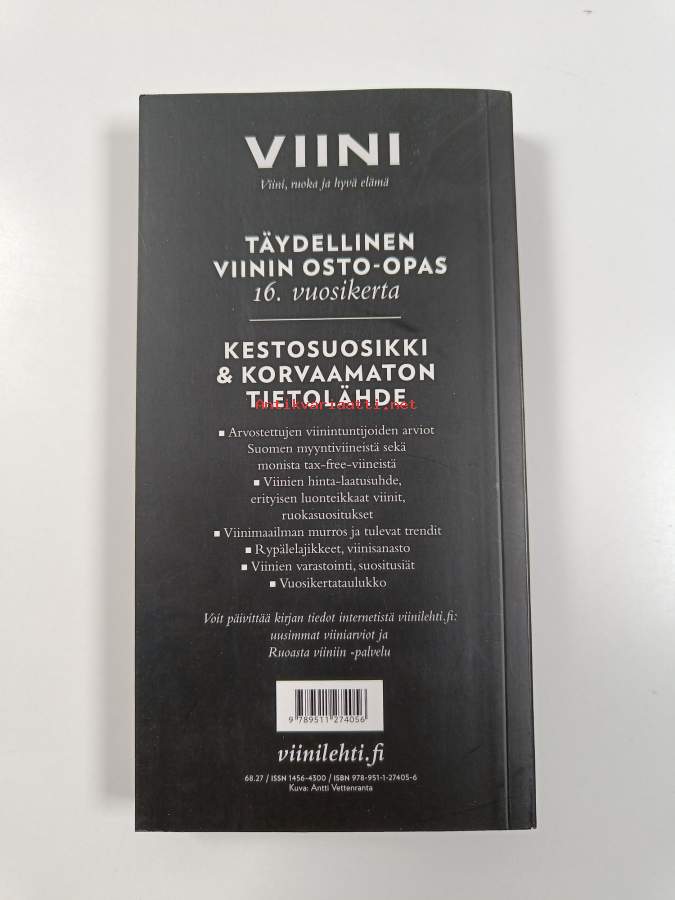 VIINI
Viini, ruoka ja hyvä elämä
TÄYDELLINEN
VIININ OSTO-OPAS
16. vuosikerta
KESTOSUOSIKKI
& KORVAAMATON
TIETOLÄHDE
Antikvariaatti.net
▪ Arvostettujen viinintuntijoiden arviot
Suomen myyntiviineistä sekä
monista tax-free-viineistä
▪ Viinien hinta-laatusuhde,
erityisen luonteikkaat viinit,
ruokasuositukset
▪ Viinimaailman murros ja tulevat trendit
▪ Rypälelajikkeet, viinisanasto
▪ Viinien varastointi, suositusiät
▪ Vuosikertataulukko
Voit päivittää kirjan tiedot internetistä viinilehti.fi:
uusimmat viiniarviot ja
Ruoasta viiniin -palvelu
9 789511 274056
viinilehti.fi
68.27 / ISSN 1456-4300 / ISBN 978-951-1-27405-6
Kuva: Antti Vettenranta